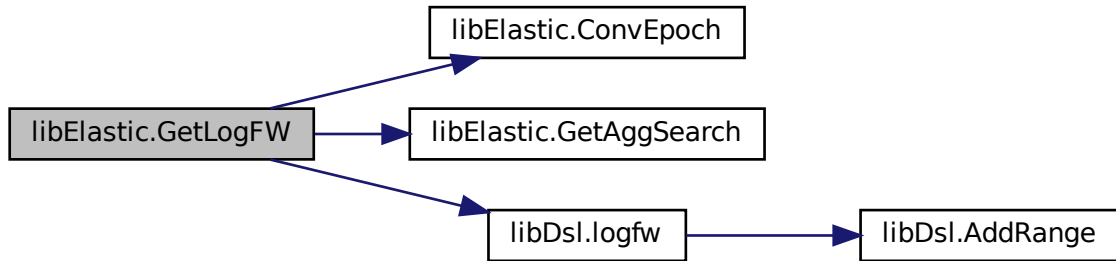 libElastic.ConvEpoch
libElastic.GetLogFW
libElastic.GetAggSearch
libDsl.logfw
libDsl.AddRange